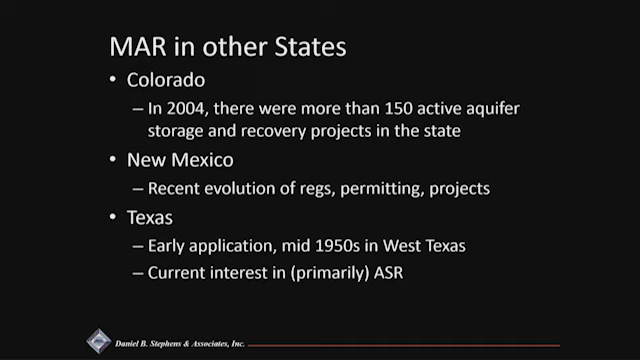 MAR in other States
• Colorado
– In 2004, there were more than 150 active aquifer
storage and recovery projects in the state
• New Mexico
– Recent evolution of regs, permitting, projects
• Texas
– Early application, mid 1950s in West Texas
– Current interest in (primarily) ASR
Daniel B. Stephens & Associates, Inc.